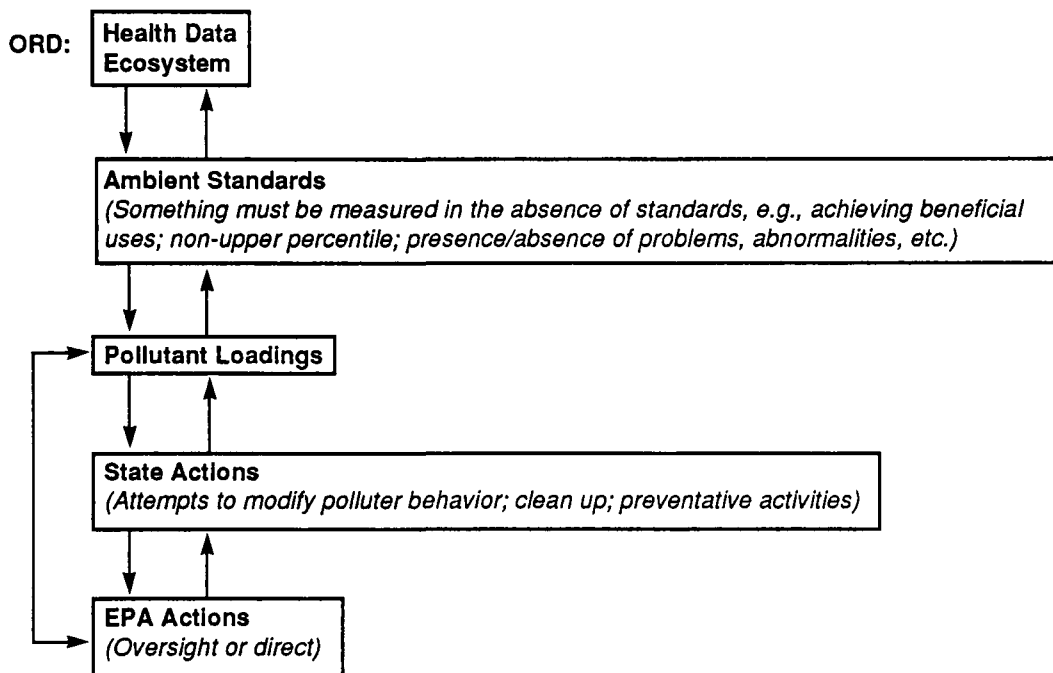 ORD:
Health Data
Ecosystem
Ambient Standards
(Something must be measured in the absence of standards, e.g., achieving beneficial
uses; non-upper percentile; presence/absence of problems, abnormalities, etc.)
Pollutant Loadings
State Actions
(Attempts to modify polluter behavior; clean up; preventative activities)
EPA Actions
(Oversight or direct)